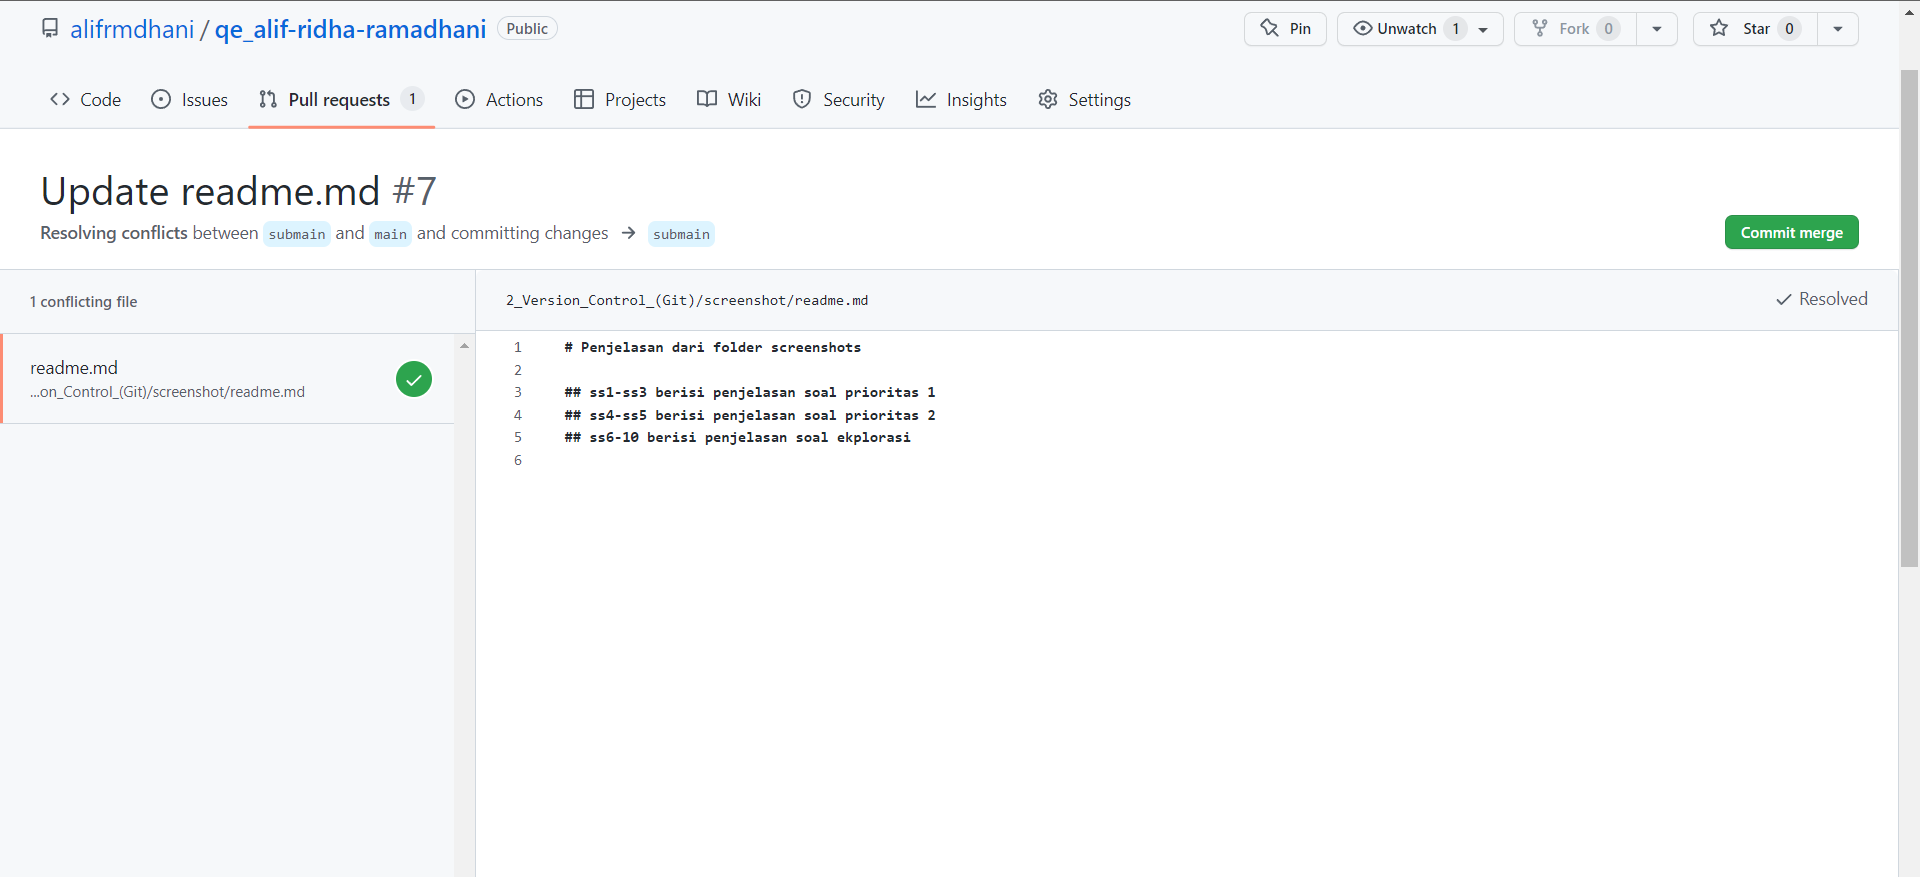 alifrmdhani / qe_alif-ridha-ramadhani Public
Pin
Unwatch 1
Fork 0
Star 0
Code
Issues
Pull requests 1
Actions
Projects
Wiki
Security
Insights
Settings
Update readme.md #7
Resolving conflicts between submain and main and committing changes → submain
Commit merge
1 conflicting file
readme.md
...on_Control_(Git)/screenshot/readme.md
2_Version_Control_(Git)/screenshot/readme.md
Resolved
1 # Penjelasan dari folder screenshots
2
3 ## ss1-ss3 berisi penjelasan soal prioritas 1
4 ## ss4-ss5 berisi penjelasan soal prioritas 2
5 ## ss6-10 berisi penjelasan soal ekplorasi
6